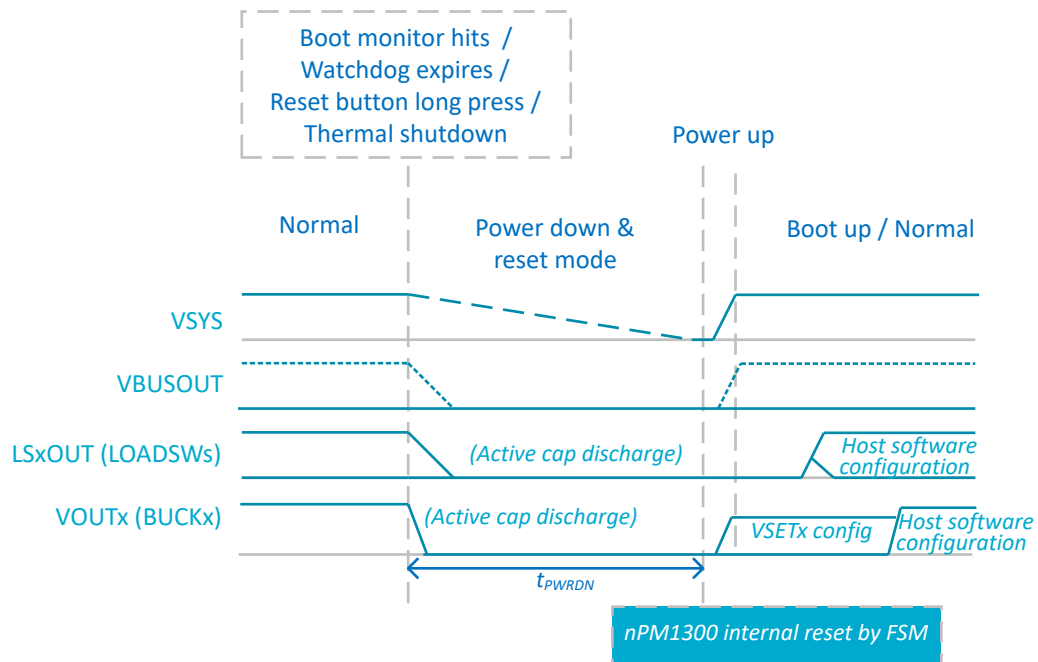 Boot monitor hits /
Watchdog expires /
Reset button long press /
Thermal shutdown
Power up
Normal
Power down &
reset mode
Boot up / Normal
VSYS
VBUSOUT
LSxOUT (LOADSWs)
(Active cap discharge)
Host software
configuration
VOUTx (BUCKx)
(Active cap discharge)
VSETx config
Host software
configuration
tPWRDN
nPM1300 internal reset by FSM